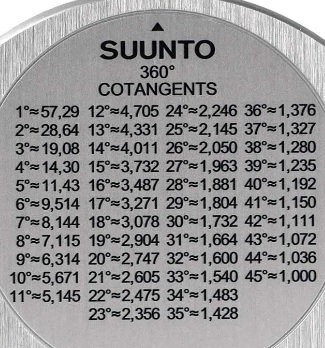 SUUNTO
360°
COTANGENTS
1°≈57,29 12°≈4,705 24°≈2,246 36°≈1,376
2°≈28,64 13°≈4,331 25°≈2,145 37°≈1,327
3°≈19,08 14°≈4,011 26°≈2,050 38°≈1,280
4°≈14,30 15°≈3,732 27°≈1,963 39°≈1,235
5°≈11,43 16°≈3,487 28°≈1,881 40°≈1,192
6°≈9,514 17°≈3,271 29°≈1,804 41°≈1,150
7°≈8,144 18°≈3,078 30°≈1,732 42°≈1,111
8°≈7,115 19°≈2,904 31°≈1,664 43°≈1,072
9°≈6,314 20°≈2,747 32°≈1,600 44°≈1,036
10°≈5,671 21°≈2,605 33°≈1,540 45°≈1,000
11°≈5,145 22°≈2,475 34°≈1,483
23°≈2,356 35°≈1,428